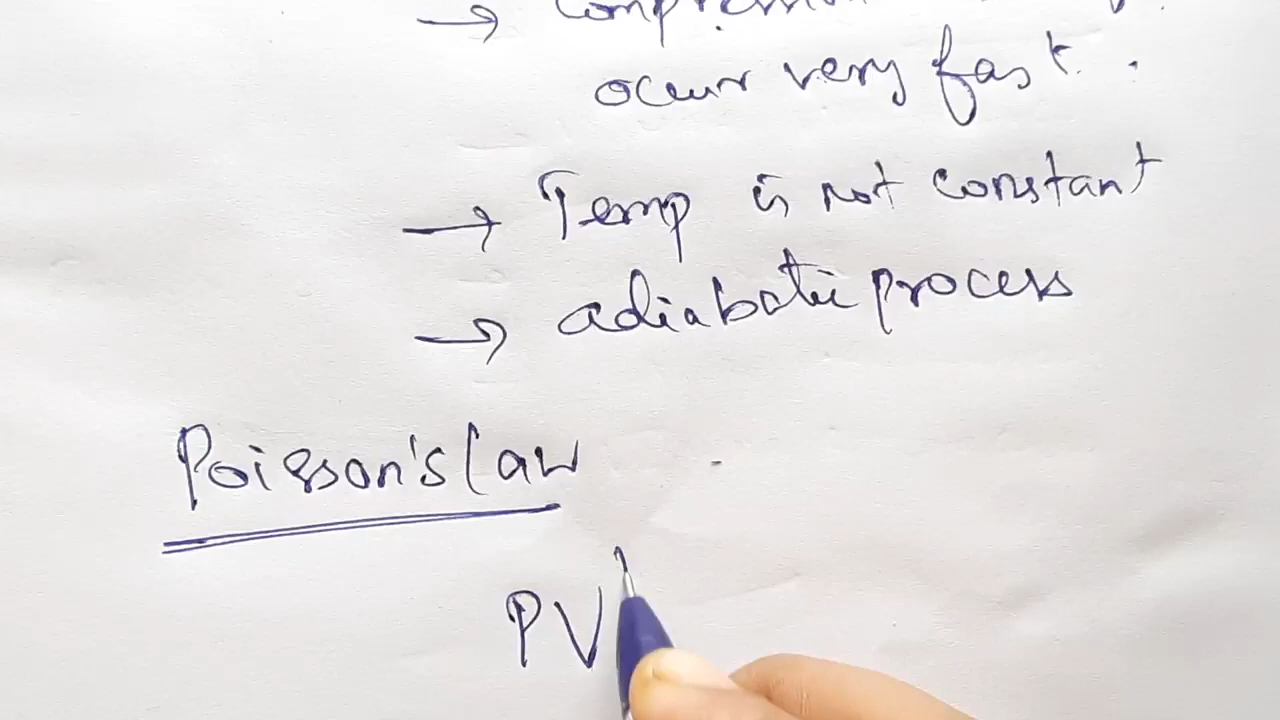 →
occur very fast.
→ Temp is not constant
→ adiabatic process
Poisson's law
PV